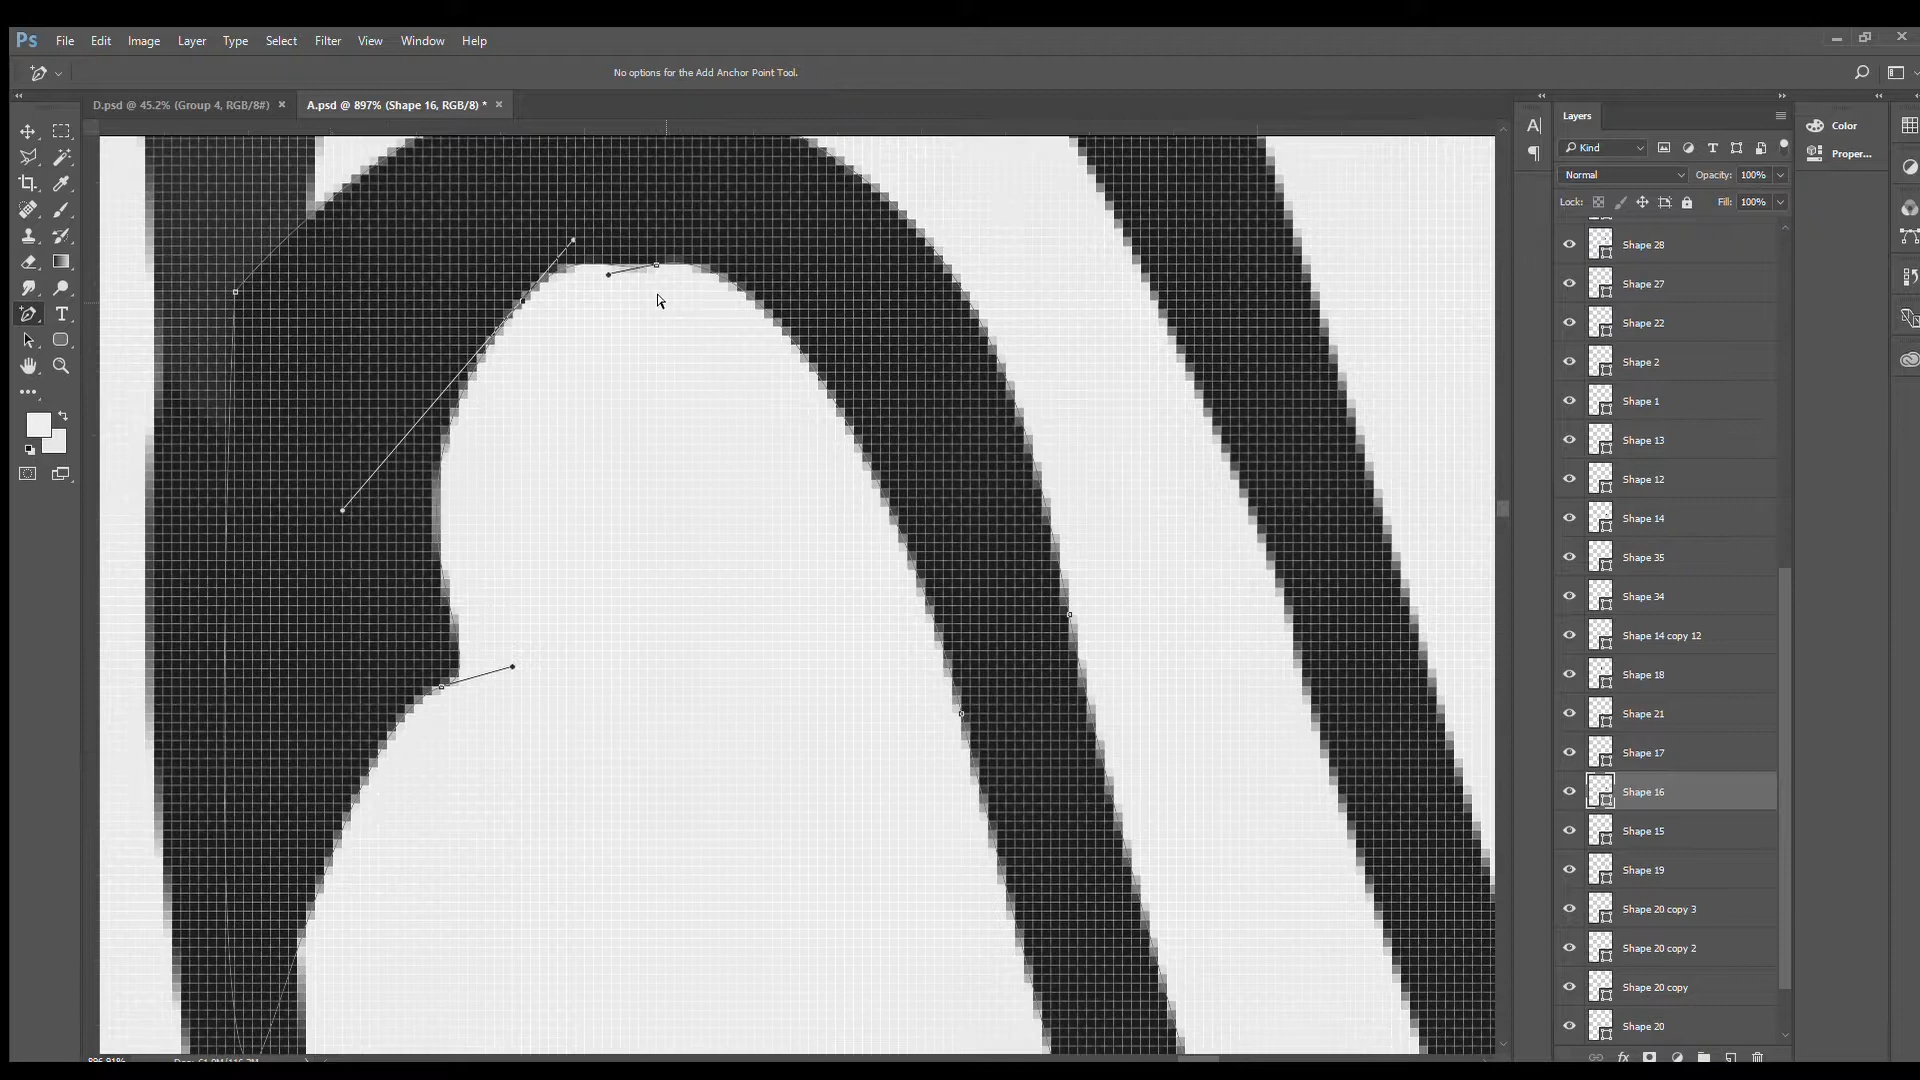 Ps File Edit Image Layer Type Select Filter View Window Help
No options for the Add Anchor Point Tool.
D.psd @ 45.2% (Group 4, RGB/8#) × A.psd @ 897% (Shape 16, RGB/8) * ×
Layers
Color
Kind
Proper...
Normal Opacity: 100%
Lock: Fill: 100%
Shape 28
Shape 27
Shape 22
Shape 2
Shape 1
Shape 13
Shape 12
Shape 14
Shape 35
Shape 34
Shape 14 copy 12
Shape 18
Shape 21
Shape 17
Shape 16
Shape 15
Shape 19
Shape 20 copy 3
Shape 20 copy 2
Shape 20 copy
Shape 20
fx